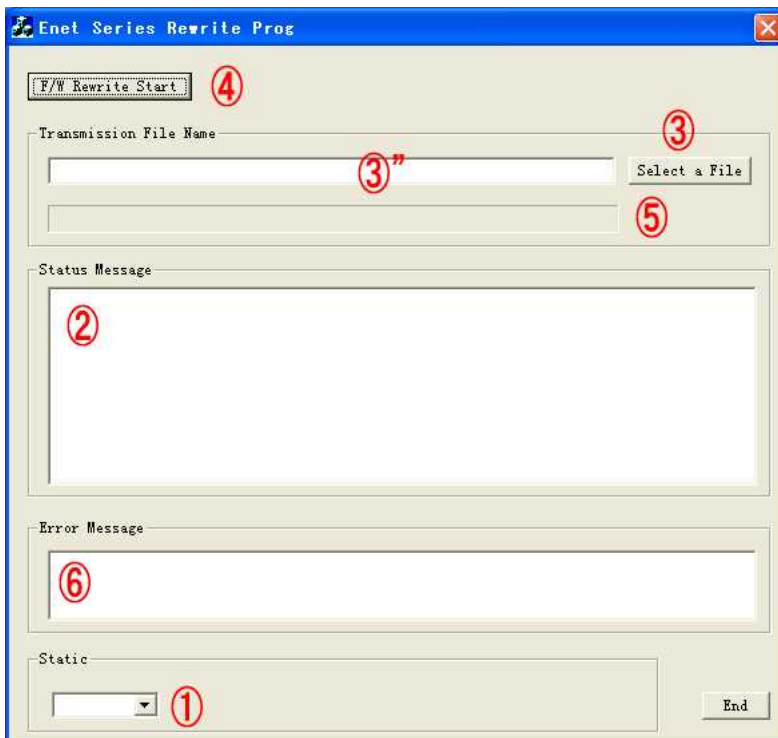 Enet Series Rewrite Prog
F/W Rewrite Start ④
Transmission File Name ③
③” Select a File
⑤
Status Message
②
Error Message
⑥
Static
① End